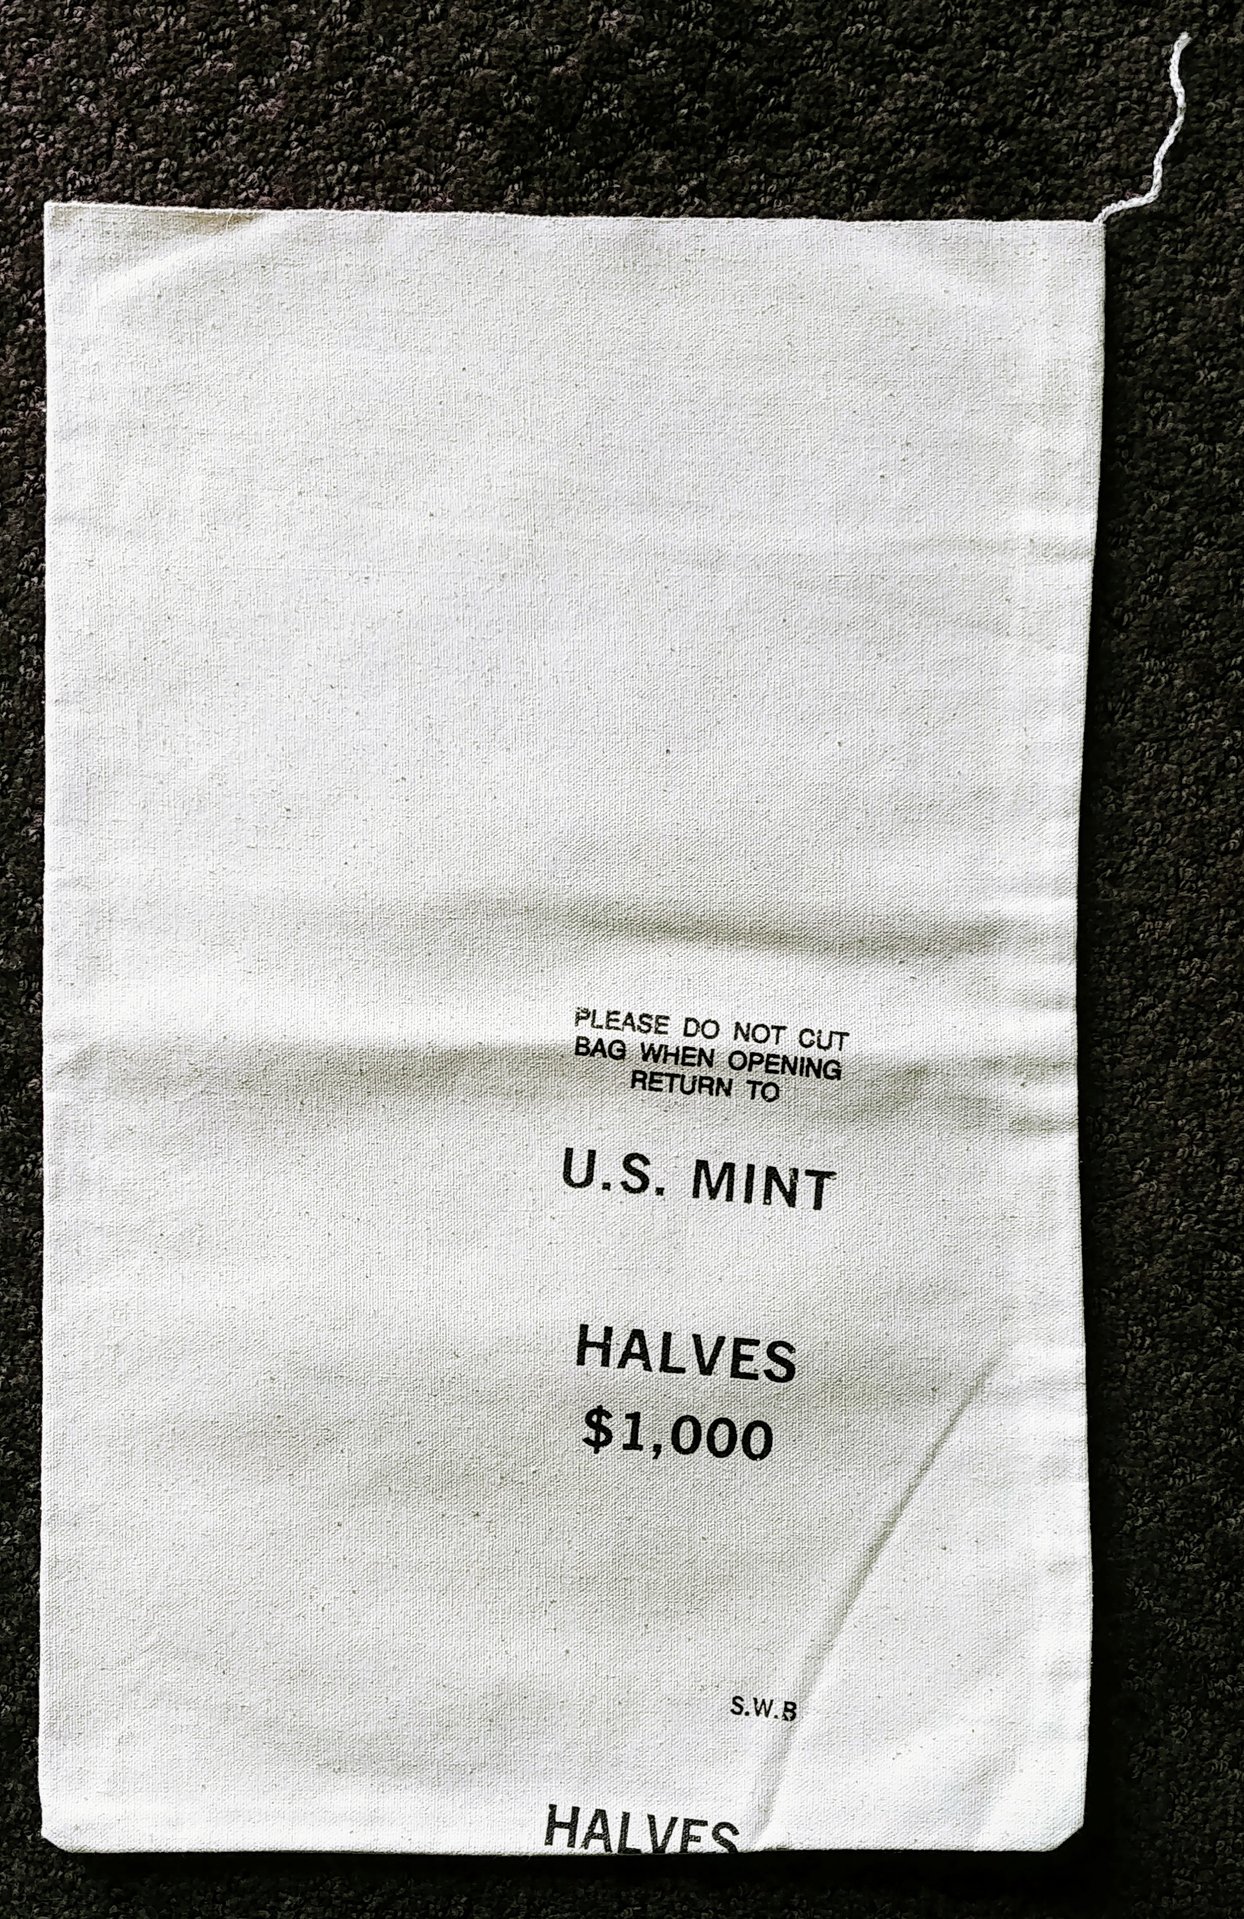 PLEASE DO NOT CUT
BAG WHEN OPENING
RETURN TO
U.S. MINT
HALVES
$1,000
S.W.B
HALVES